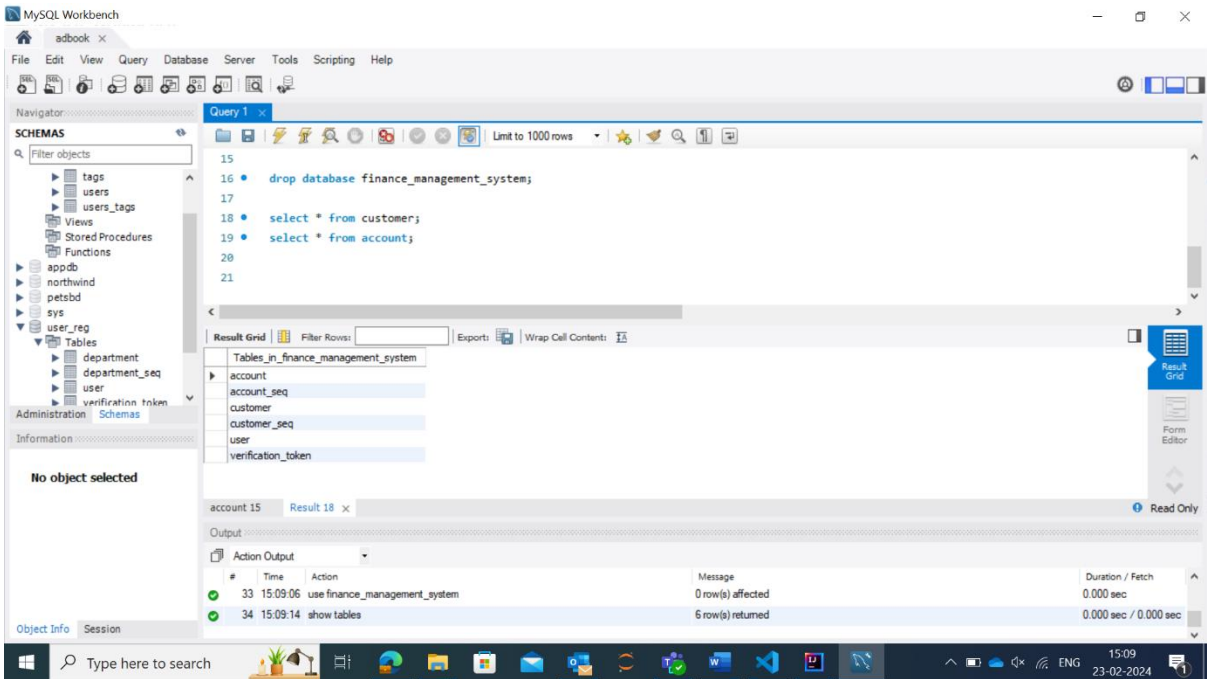 MySQL Workbench
adbook ×
File Edit View Query Database Server Tools Scripting Help
Navigator
Query 1 ×
SCHEMAS
Limit to 1000 rows
Filter objects
tags
users
users_tags
Views
Stored Procedures
Functions
appdb
northwind
petsbd
sys
user_reg
Tables
department
department_seq
user
verification_token
Administration Schemas
Information
No object selected
Object Info Session
15
16 drop database finance_management_system;
17
18 select * from customer;
19 select * from account;
20
21
Result Grid Filter Rows: Export: Wrap Cell Content:
Tables_in_finance_management_system
account
account_seq
customer
customer_seq
user
verification_token
Result Grid
Form Editor
account 15 Result 18 ×
Read Only
Output
Action Output
# Time Action Message Duration / Fetch
33 15:09:06 use finance_management_system 0 row(s) affected 0.000 sec
34 15:09:14 show tables 6 row(s) returned 0.000 sec / 0.000 sec
Type here to search
ENG
15:09
23-02-2024